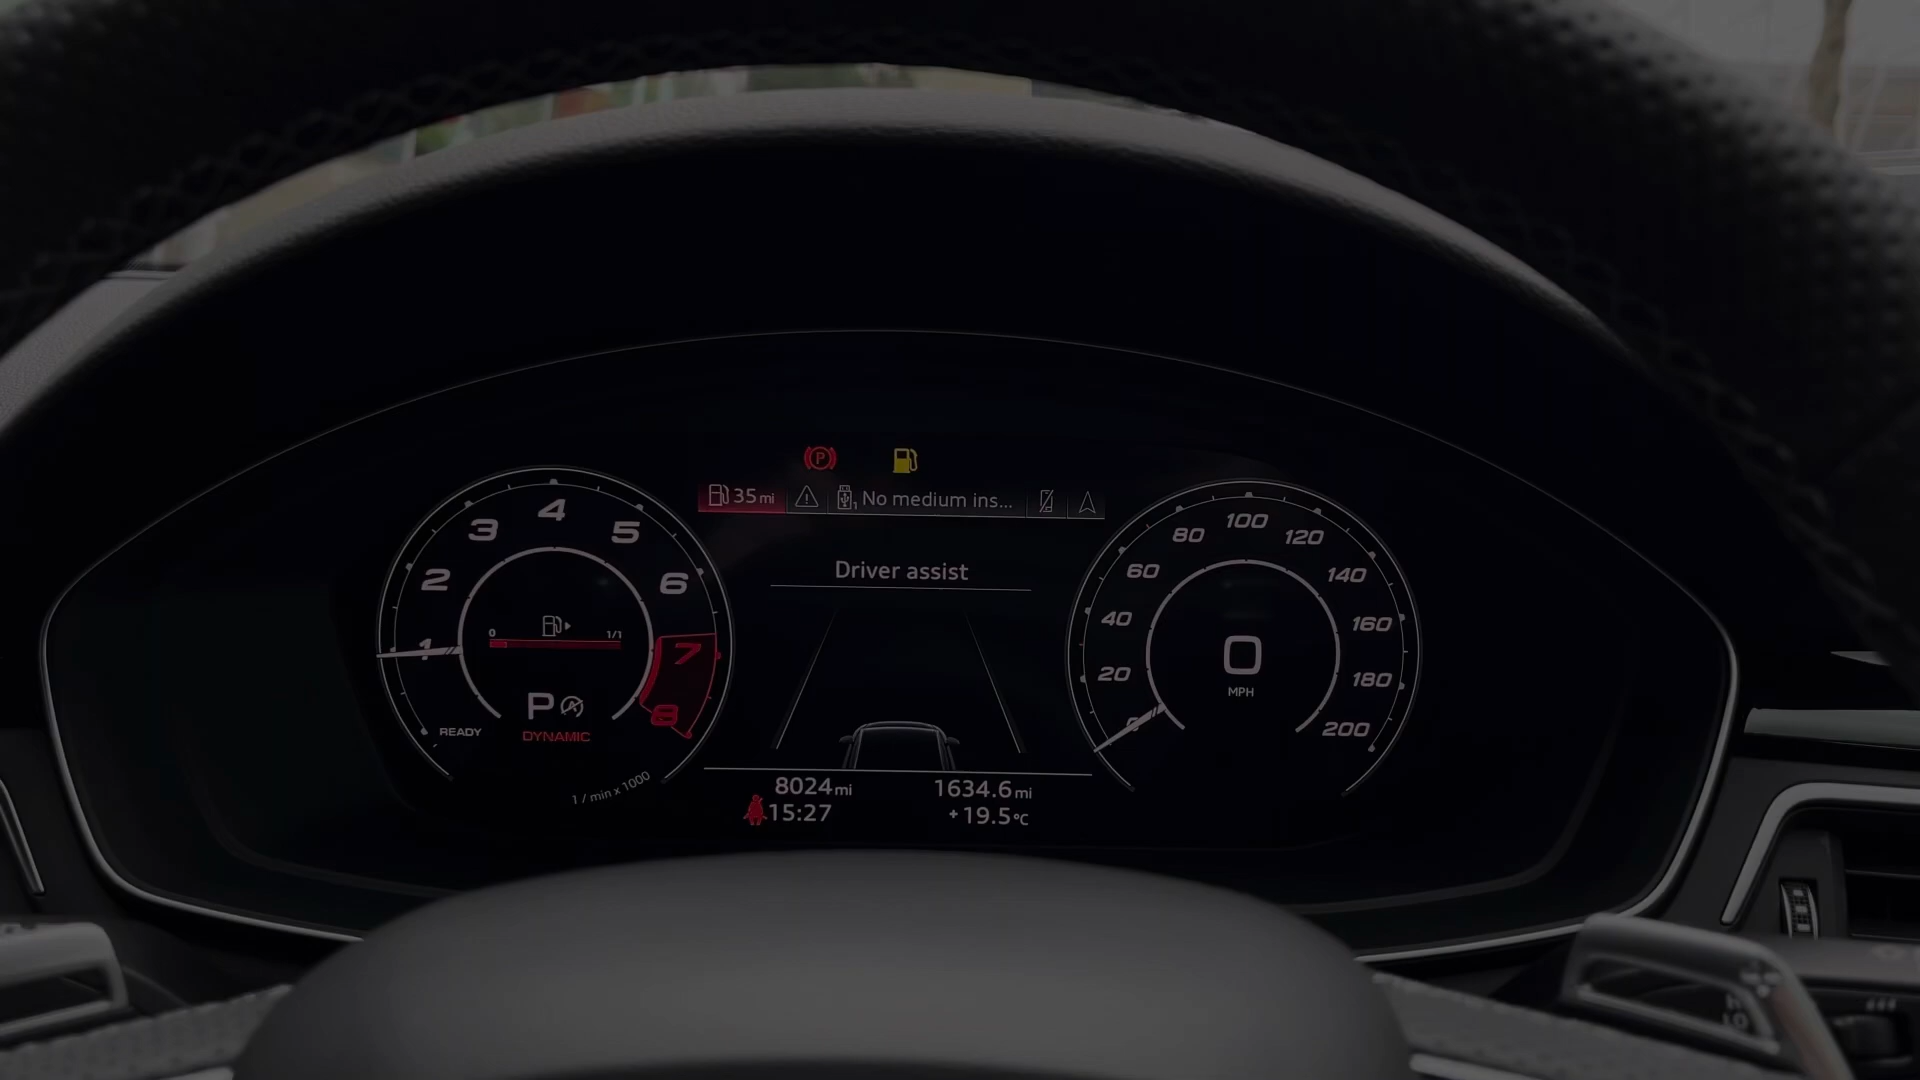 35 mi No medium ins...
Driver assist
1 2 3 4 5 6 7 8
0 1/1
P
DYNAMIC
READY
1 / min x 1000
0 20 40 60 80 100 120 140 160 180 200
0
MPH
8024 mi 1634.6 mi
15:27 +19.5 °C
LO